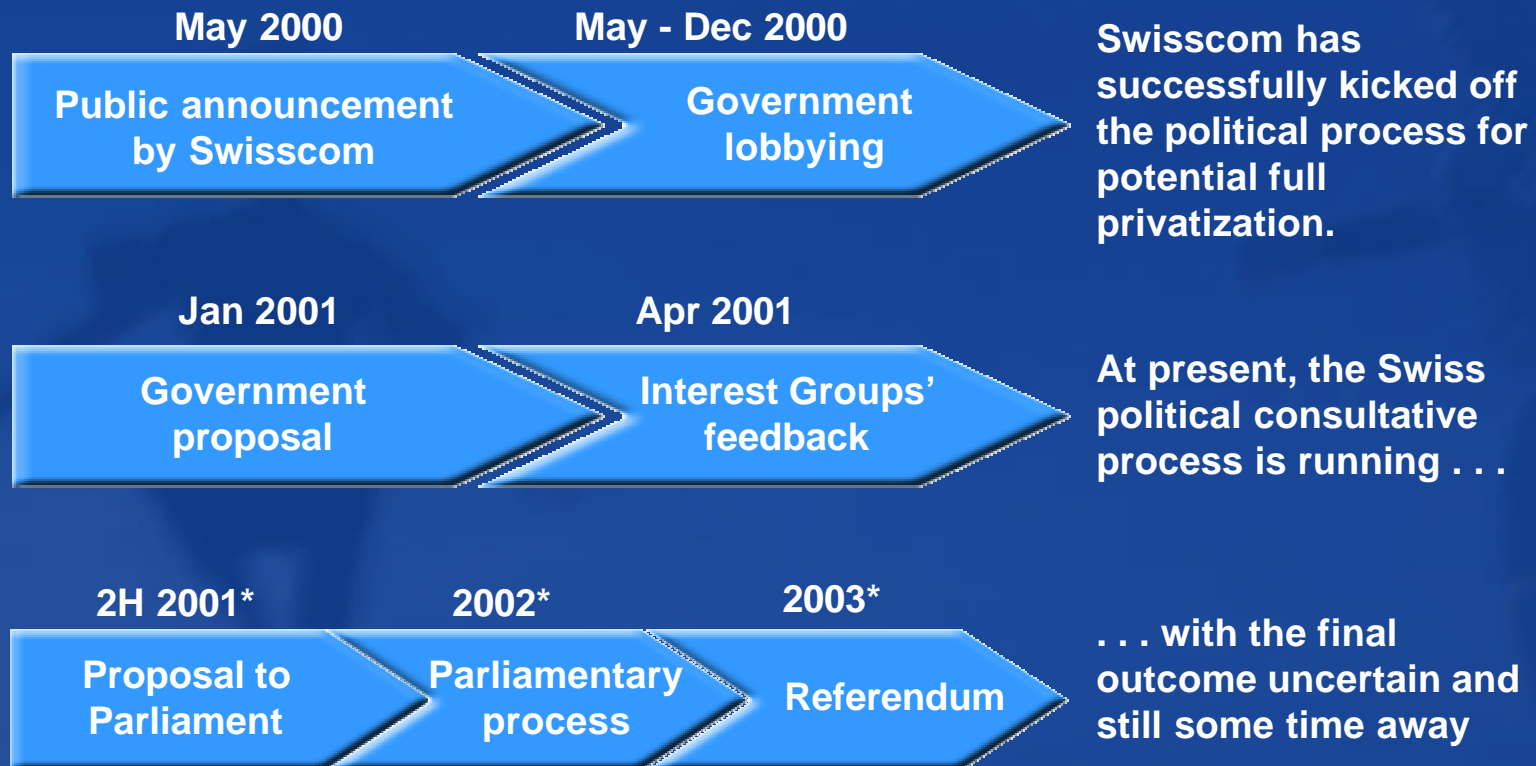 May 2000
Public announcement
by Swisscom
May - Dec 2000
Government
lobbying
Swisscom has
successfully kicked off
the political process for
potential full
privatization.
Jan 2001
Government
proposal
Apr 2001
Interest Groups’
feedback
At present, the Swiss
political consultative
process is running . . .
2H 2001*
Proposal to
Parliament
2002*
Parliamentary
process
2003*
Referendum
. . . with the final
outcome uncertain and
still some time away